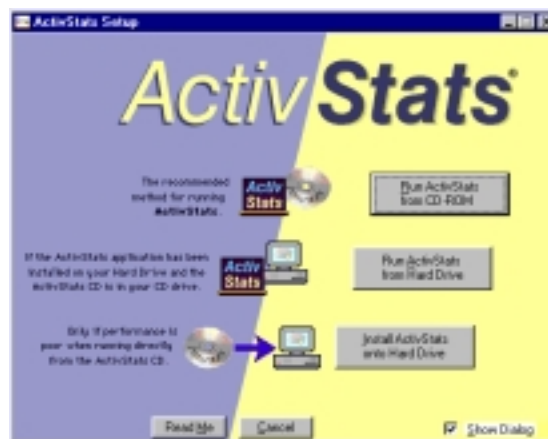 ActivStats Setup
ActivStats®
The recommended
method for running
ActivStats.
Activ
Stats
Run ActivStats
from CD-ROM
If the ActivStats application has been
installed on your Hard Drive and the
ActivStats CD is in your CD drive.
Activ
Stats
Run ActivStats
from Hard Drive
Only if performance is
poor when running directly
from the ActivStats CD.
Install ActivStats
onto Hard Drive
Read Me
Cancel
Show Dialog